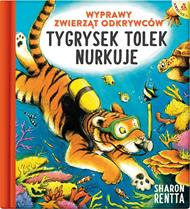 WYPRAWY
ZWIERZĄT ODKRYWCÓW
TYGRYSEK TOLEK
NURKUJE
SHARON
RENTTA